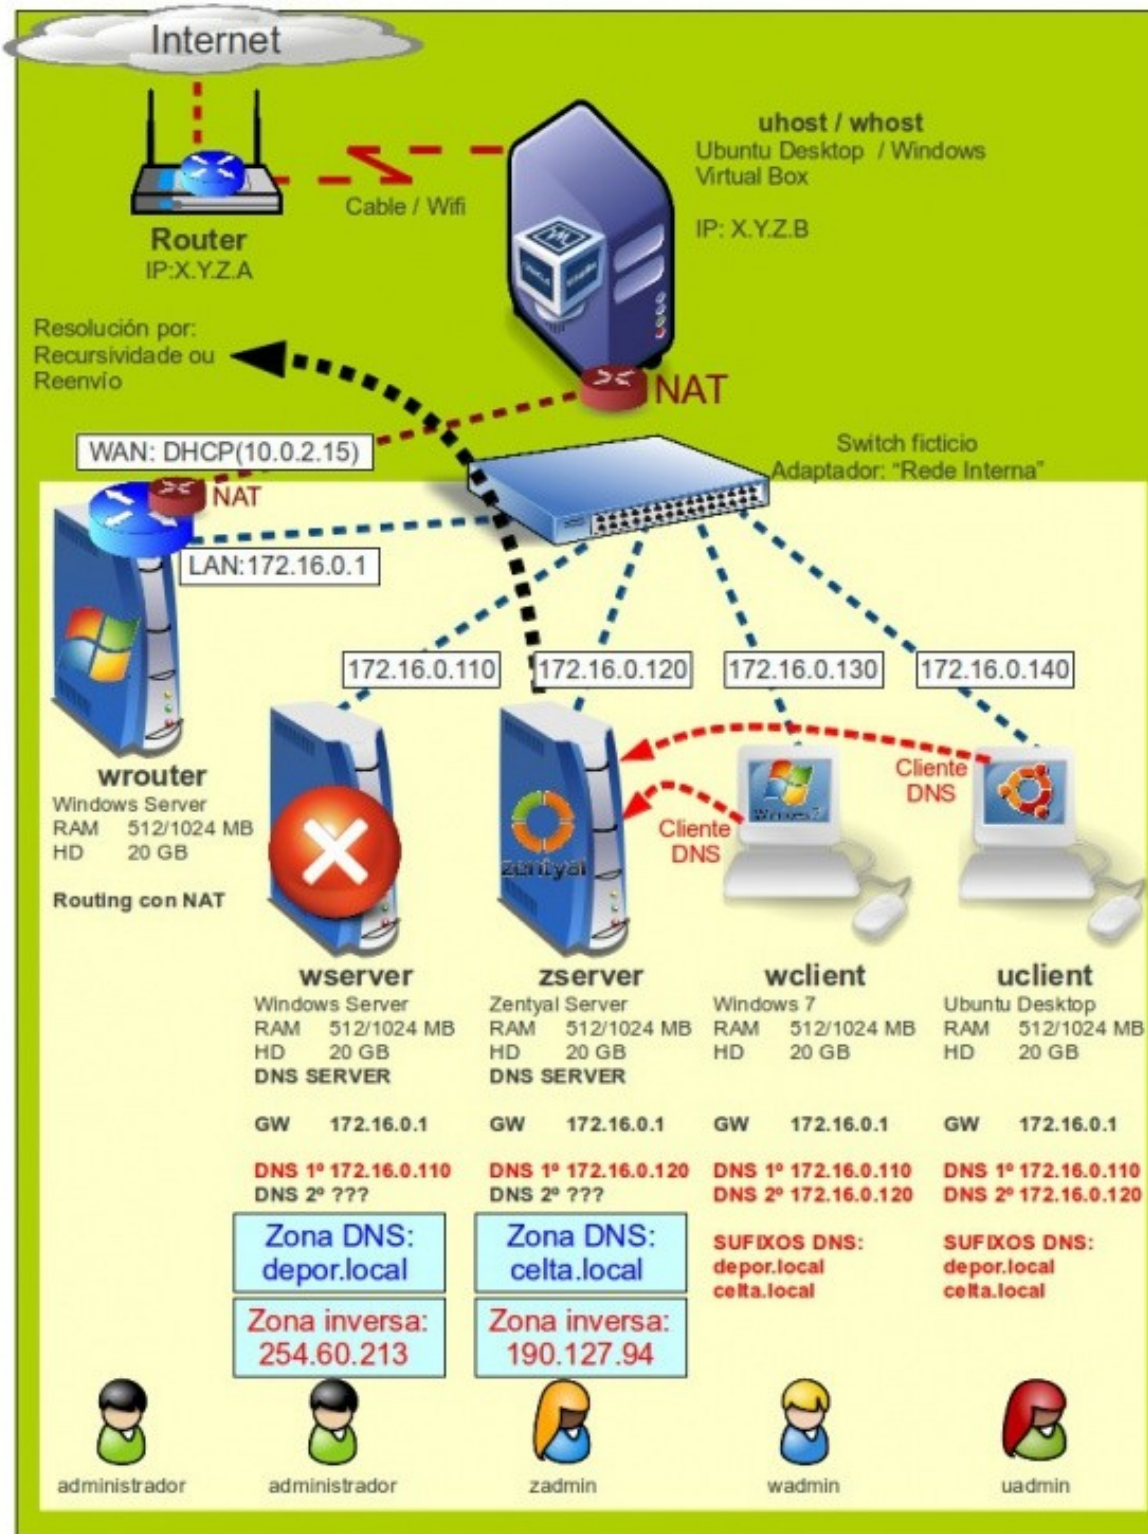 Internet
uhost / whost
Ubuntu Desktop / Windows
Virtual Box
IP: X.Y.Z.B
Cable / Wifi
Router
IP:X.Y.Z.A
Resolución por:
Recursividade ou
Reenvío
NAT
WAN: DHCP(10.0.2.15)
Switch ficticio
Adaptador: "Rede Interna"
NAT
LAN:172.16.0.1
172.16.0.110
172.16.0.120
172.16.0.130
172.16.0.140
Cliente
DNS
Cliente
DNS
Windows 7
zentyal
wrouter
Windows Server
RAM 512/1024 MB
HD 20 GB
Routing con NAT
wserver
Windows Server
RAM 512/1024 MB
HD 20 GB
DNS SERVER
GW 172.16.0.1
DNS 1º 172.16.0.110
DNS 2º ???
Zona DNS:
depor.local
Zona inversa:
254.60.213
zserver
Zentyal Server
RAM 512/1024 MB
HD 20 GB
DNS SERVER
GW 172.16.0.1
DNS 1º 172.16.0.120
DNS 2º ???
Zona DNS:
celta.local
Zona inversa:
190.127.94
wclient
Windows 7
RAM 512/1024 MB
HD 20 GB
GW 172.16.0.1
DNS 1º 172.16.0.110
DNS 2º 172.16.0.120
SUFIXOS DNS:
depor.local
celta.local
uclient
Ubuntu Desktop
RAM 512/1024 MB
HD 20 GB
GW 172.16.0.1
DNS 1º 172.16.0.110
DNS 2º 172.16.0.120
SUFIXOS DNS:
depor.local
celta.local
administrador
administrador
zadmin
wadmin
uadmin